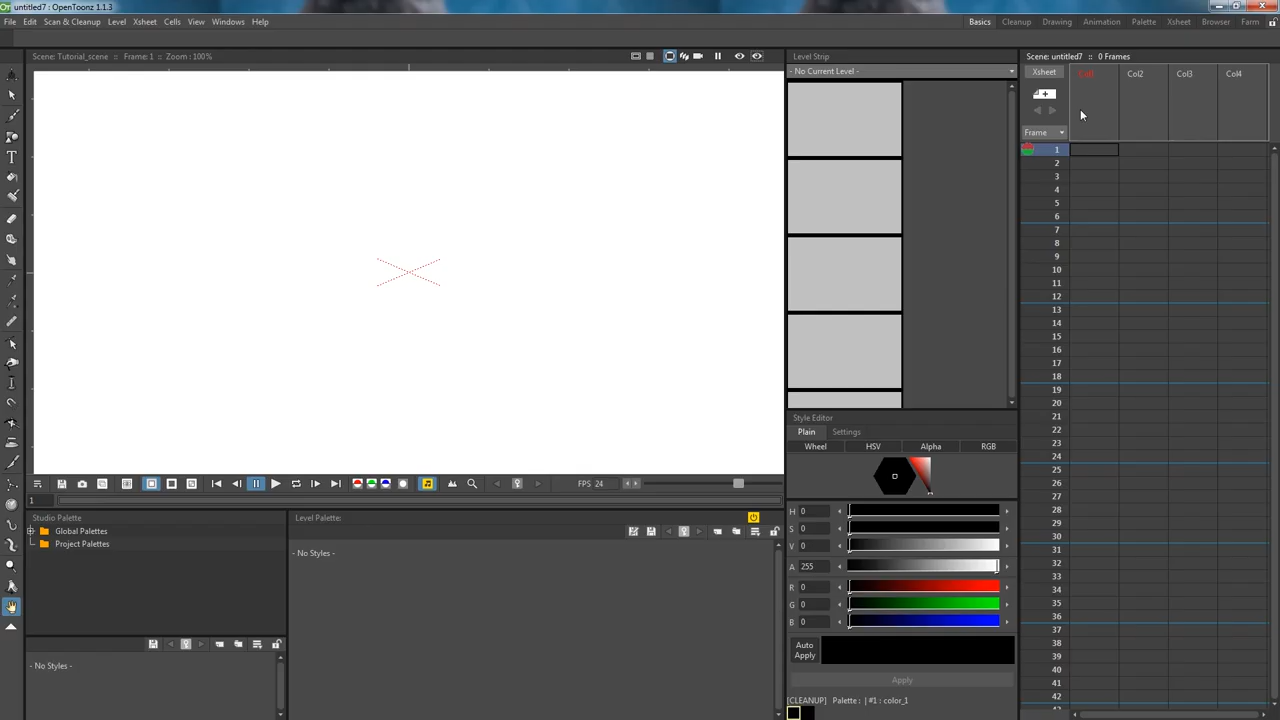 untitled7 : OpenToonz 1.1.3
File Edit Scan & Cleanup Level Xsheet Cells View Windows Help
Basics Cleanup Drawing Animation Palette Xsheet Browser Farm
Scene: Tutorial_scene :: Frame: 1 :: Zoom : 100%
Level Strip
Scene: untitled7 :: 0 Frames
- No Current Level -
Xsheet
Col2 Col3 Col4
Frame
1
2
3
4
5
6
7
8
9
10
11
12
13
14
15
16
17
18
19
20
21
22
23
24
25
26
27
28
29
30
31
32
33
34
35
36
37
38
39
40
41
42
Style Editor
Plain Settings
Wheel HSV Alpha RGB
FPS 24
1
H 0
S 0
V 0
A 255
R 0
G 0
B 0
Auto Apply
Apply
[CLEANUP] Palette : | #1 : color_1
Studio Palette
Global Palettes
Project Palettes
- No Styles -
Level Palette:
- No Styles -